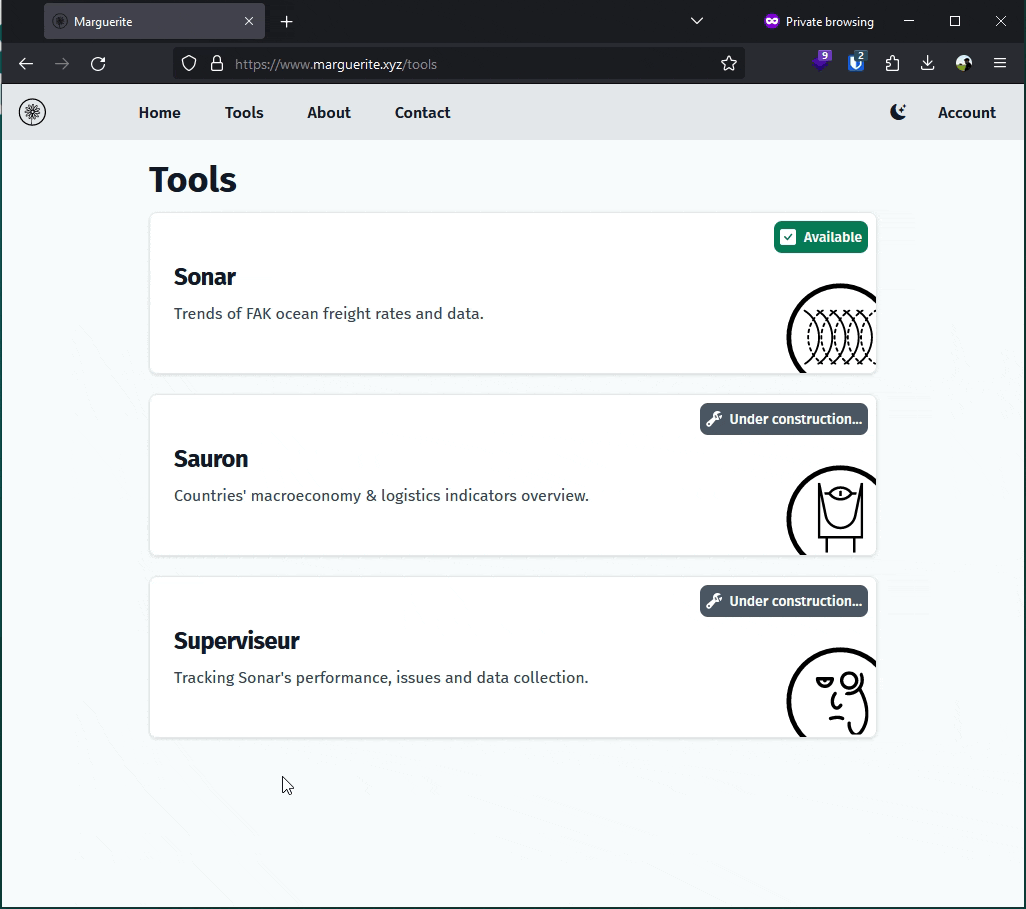 Marguerite
Private browsing
https://www.marguerite.xyz/tools
9
2
Home
Tools
About
Contact
Account
Tools
Available
Sonar
Trends of FAK ocean freight rates and data.
Under construction...
Sauron
Countries' macroeconomy & logistics indicators overview.
Under construction...
Superviseur
Tracking Sonar's performance, issues and data collection.